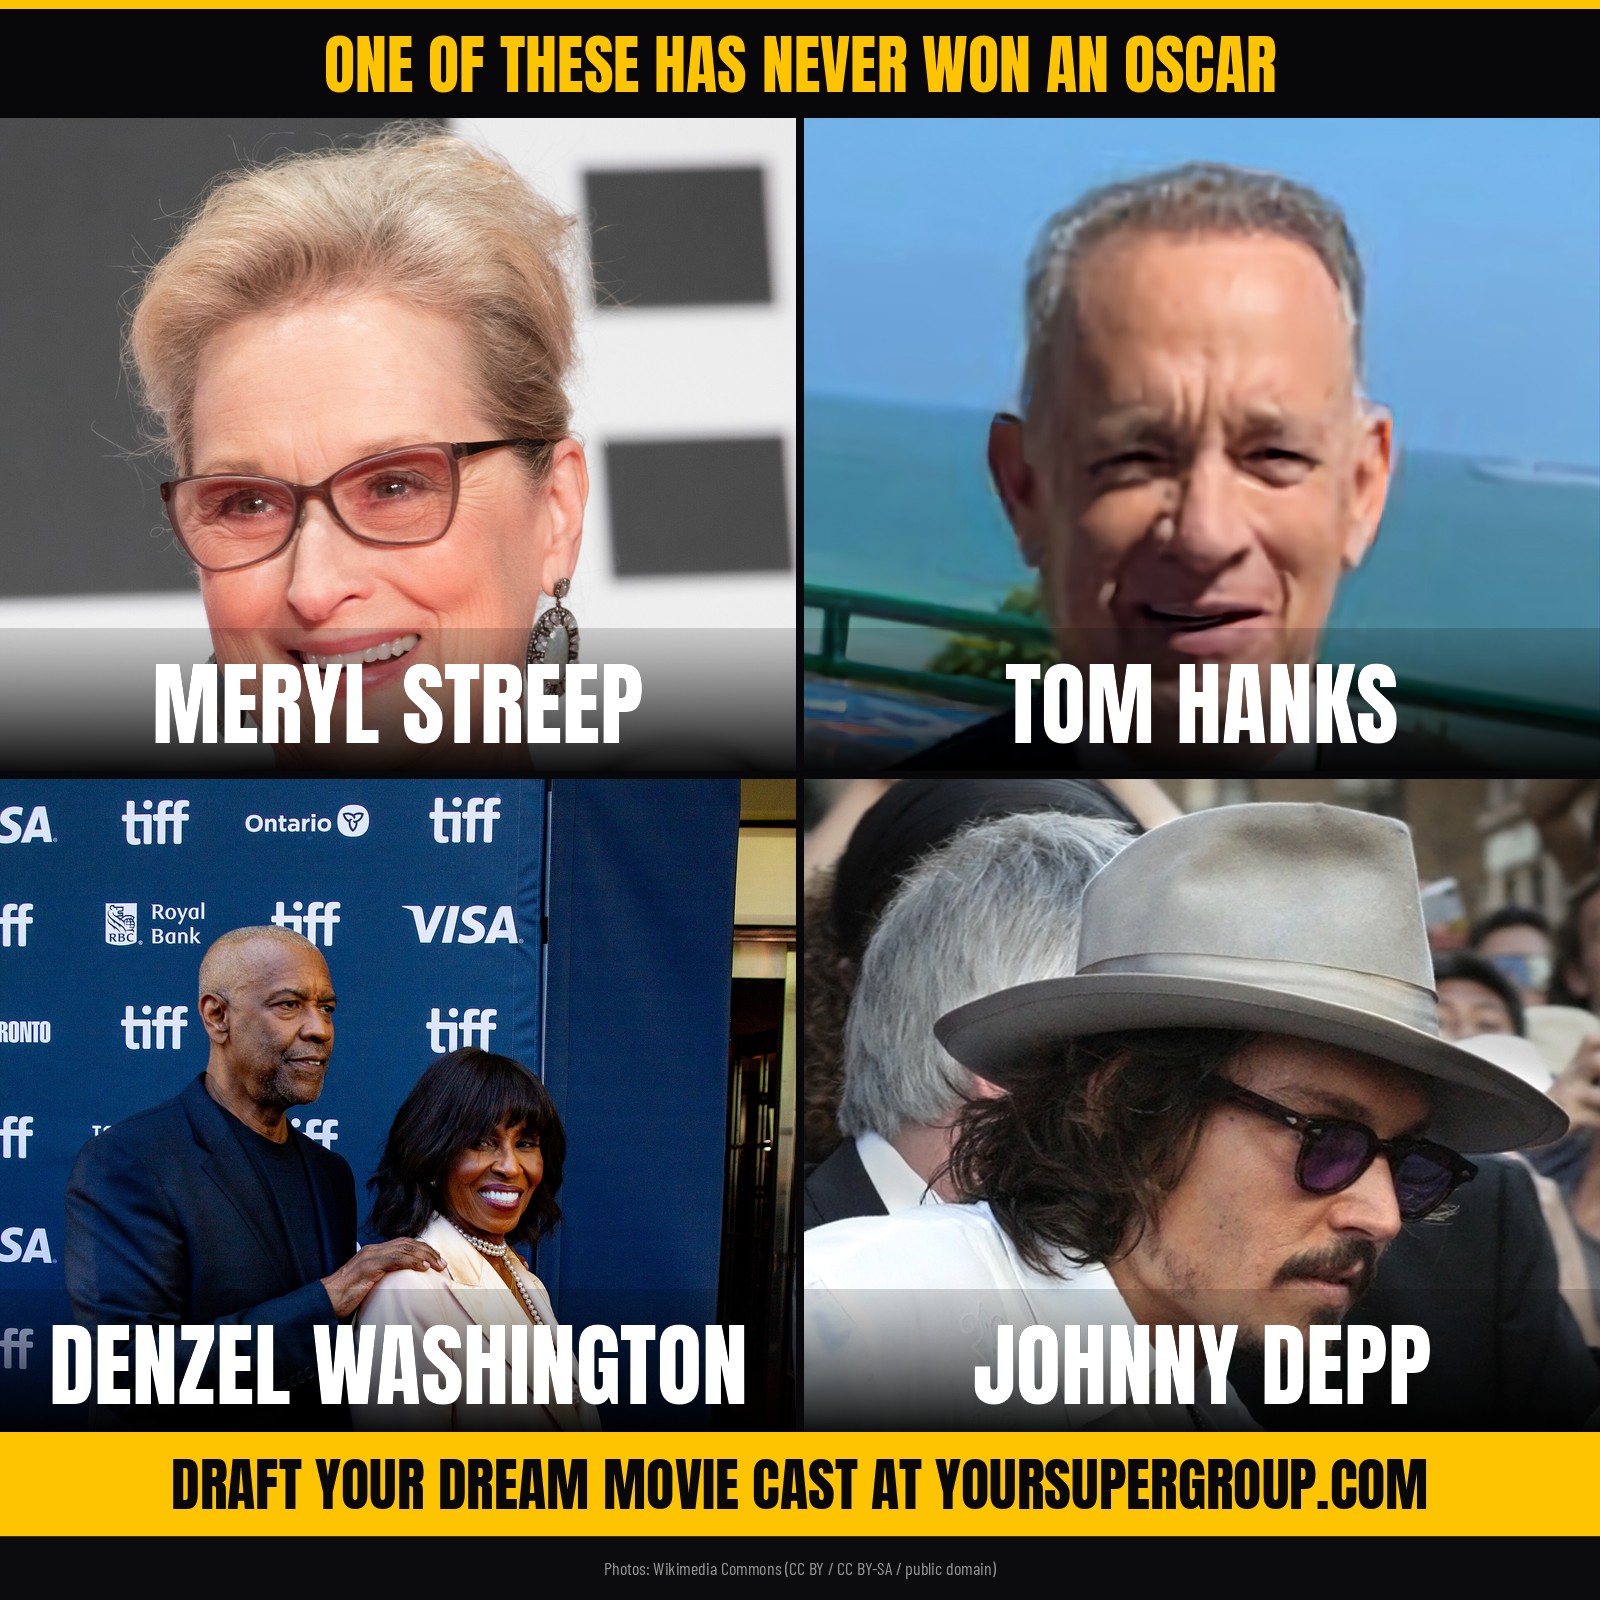 ONE OF THESE HAS NEVER WON AN OSCAR
MERYL STREEP
TOM HANKS
SA.
tiff
Ontario
tiff
ff
RBC
Royal
Bank
tiff
VISA
RONTO
tiff
tiff
ff
ff
SA.
ff
DENZEL WASHINGTON
JOHNNY DEPP
DRAFT YOUR DREAM MOVIE CAST AT YOURSUPERGROUP.COM
Photos: Wikimedia Commons (CC BY / CC BY-SA / public domain)